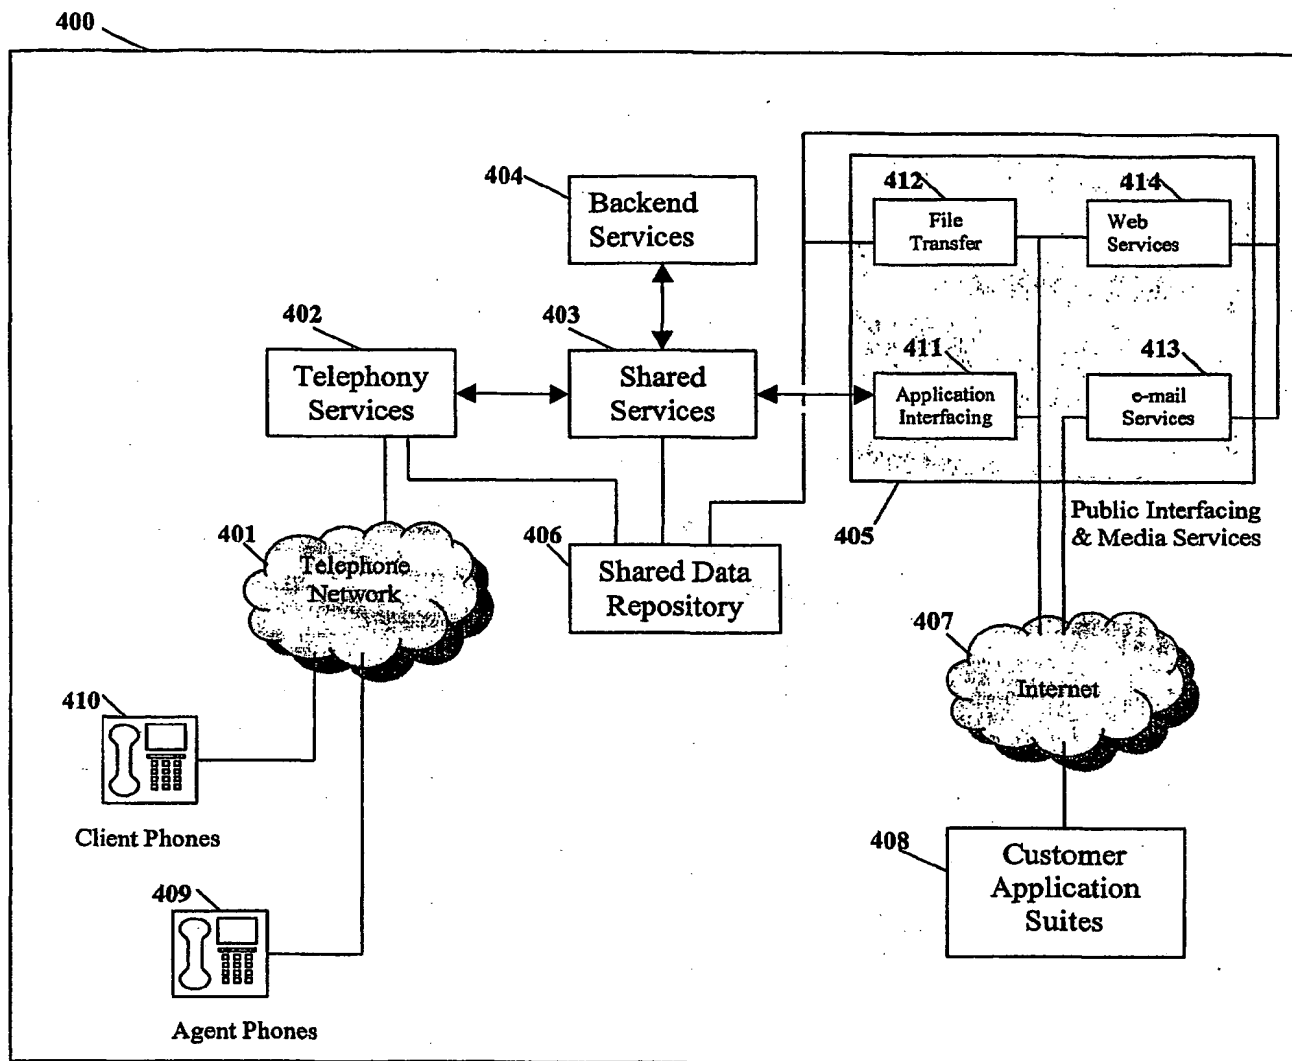 400
404
Backend
Services
412
File
Transfer
414
Web
Services
402
Telephony
Services
403
Shared
Services
411
Application
Interfacing
413
e-mail
Services
405
Public Interfacing
& Media Services
401
Telephone
Network
406
Shared Data
Repository
407
Internet
410
Client Phones
408
Customer
Application
Suites
409
Agent Phones